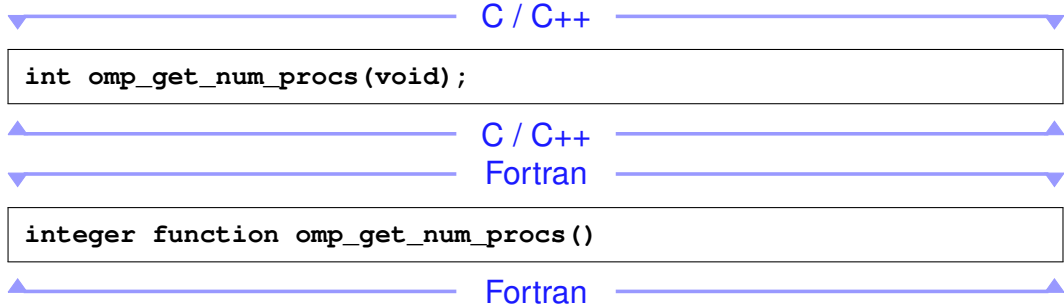 C / C++
int omp_get_num_procs(void);
C / C++
Fortran
integer function omp_get_num_procs()
Fortran